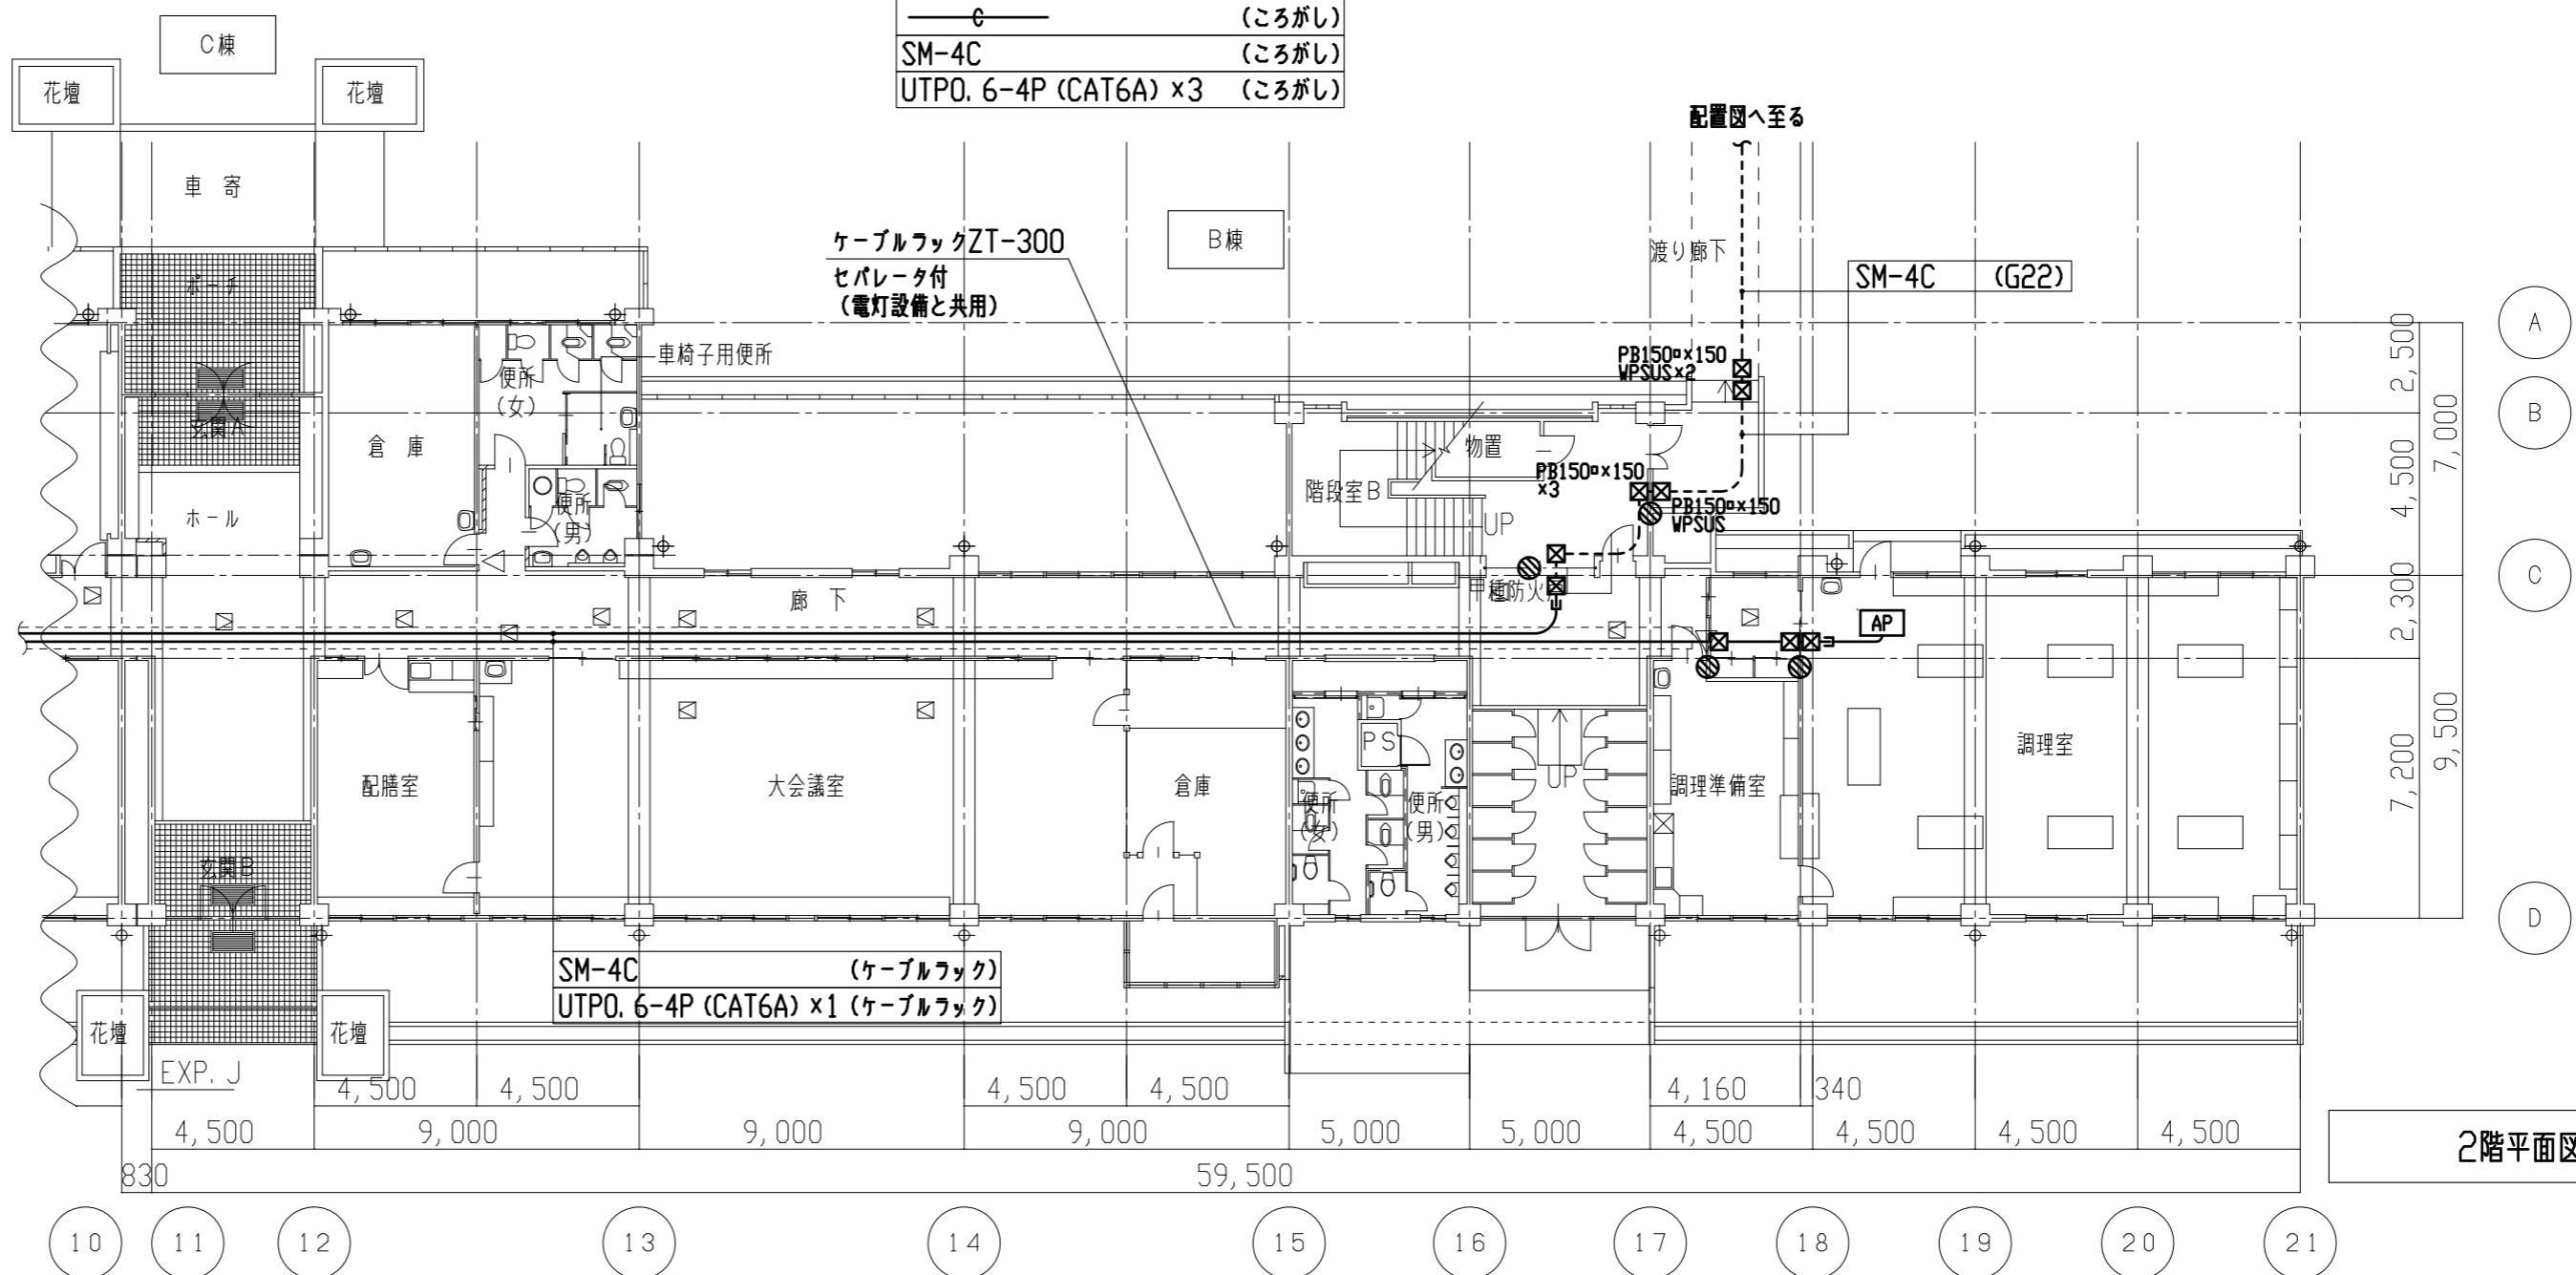 C (ころがし)
SM-4C (ころがし)
UTP0.6-4P (CAT6A) ×3 (ころがし)
C棟
花壇
花壇
配置図へ至る
車 寄
ケーブルラックZT-300
セパレータ付
(電灯設備と共用)
B棟
渡り廊下
SM-4C (G22)
ポーチ
車椅子用便所
便所
(女)
玄関A
倉 庫
PB150□×150
WPSUS×2
物置
PB150□×150
×3
階段室B
PB150□×150
WPSUS
UP
ホール
便所
(男)
甲種防火
廊 下
AP
配膳室
大会議室
倉庫
PS
便所
(女)
便所
(男)
UP
調理準備室
調理室
玄関B
SM-4C (ケーブルラック)
UTP0.6-4P (CAT6A) ×1 (ケーブルラック)
花壇
花壇
EXP.J
A
B
C
D
2,500
7,000
4,500
2,300
9,500
7,200
4,500 4,500 4,500 4,500 4,160 340
4,500 9,000 9,000 9,000 5,000 5,000 4,500 4,500 4,500 4,500
830 59,500
2階平面図
10 11 12 13 14 15 16 17 18 19 20 21